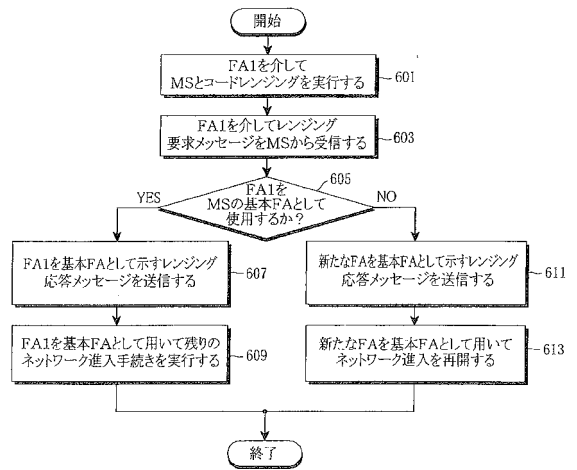 開始
FA1を介して
MSとコードレンジングを実行する
601
FA1を介してレンジング
要求メッセージをMSから受信する
603
605
FA1を
MSの基本FAとして
使用するか?
YES
NO
FA1を基本FAとして示すレンジング
応答メッセージを送信する
607
新たなFAを基本FAとして示すレンジング
応答メッセージを送信する
611
FA1を基本FAとして用いて残りの
ネットワーク進入手続きを実行する
609
新たなFAを基本FAとして用いて
ネットワーク進入を再開する
613
終了